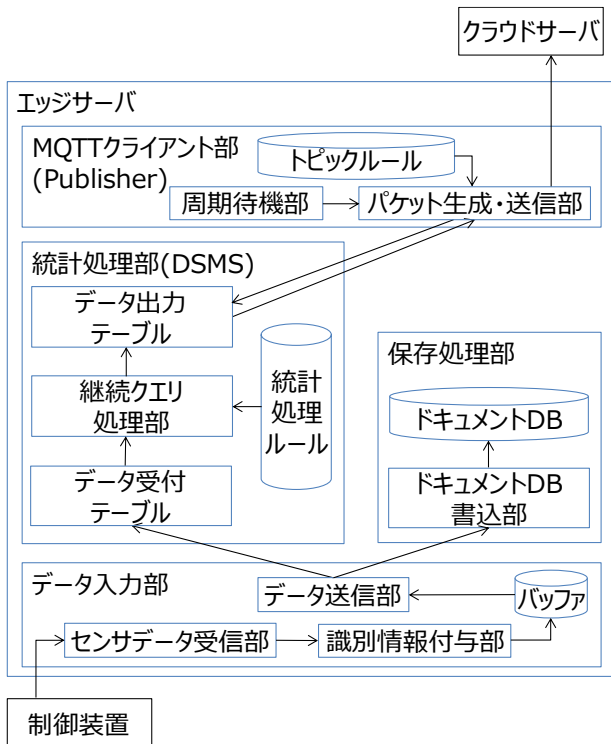 クラウドサーバ
エッジサーバ
MQTTクライアント部
(Publisher)
トピックルール
周期待機部
パケット生成・送信部
統計処理部(DSMS)
データ出力
テーブル
継続クエリ
処理部
データ受付
テーブル
統計
処理
ルール
保存処理部
ドキュメントDB
ドキュメントDB
書込部
データ入力部
データ送信部
バッファ
センサデータ受信部
識別情報付与部
制御装置